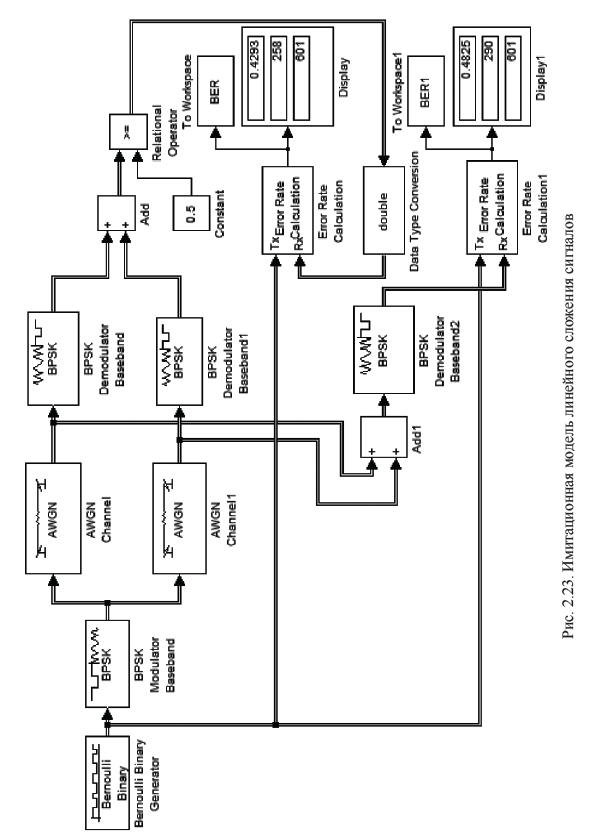 Bernoulli
Binary
Bernoulli Binary
Generator
BPSK
BPSK
Modulator
Baseband
AWGN
AWGN
Channel
AWGN
AWGN
Channel1
BPSK
BPSK
Demodulator
Baseband
BPSK
BPSK
Demodulator
Baseband1
+
+
Add
0.5
Constant
>=
Relational
Operator
Tx
Error Rate
Rx
Calculation
Error Rate
Calculation
To Workspace
BER
0.4293
258
601
Display
double
Data Type Conversion
+
+
Add1
BPSK
BPSK
Demodulator
Baseband2
Tx
Error Rate
Rx
Calculation
Error Rate
Calculation1
To Workspace1
BER1
0.4825
290
601
Display1
Рис. 2.23. Имитационная модель линейного сложения сигналов